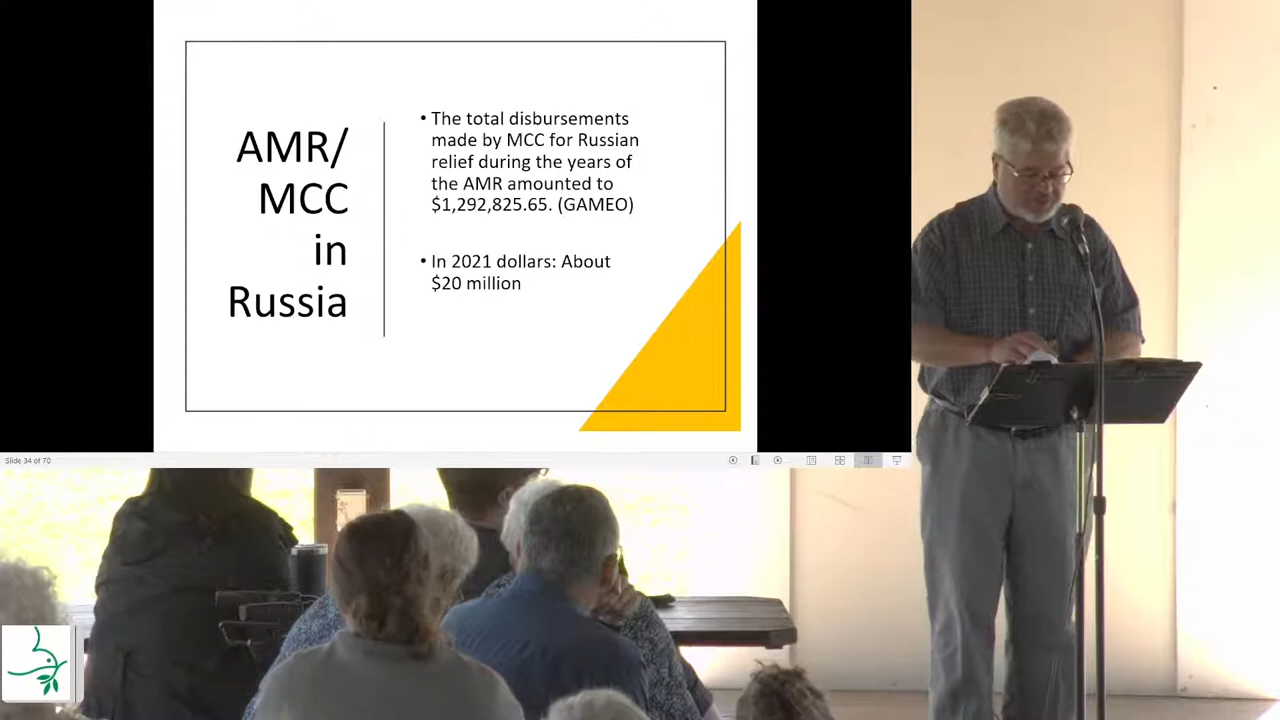 AMR/
MCC
in
Russia
• The total disbursements
made by MCC for Russian
relief during the years of
the AMR amounted to
$1,292,825.65. (GAMEO)
• In 2021 dollars: About
$20 million
Slide 34 of 70